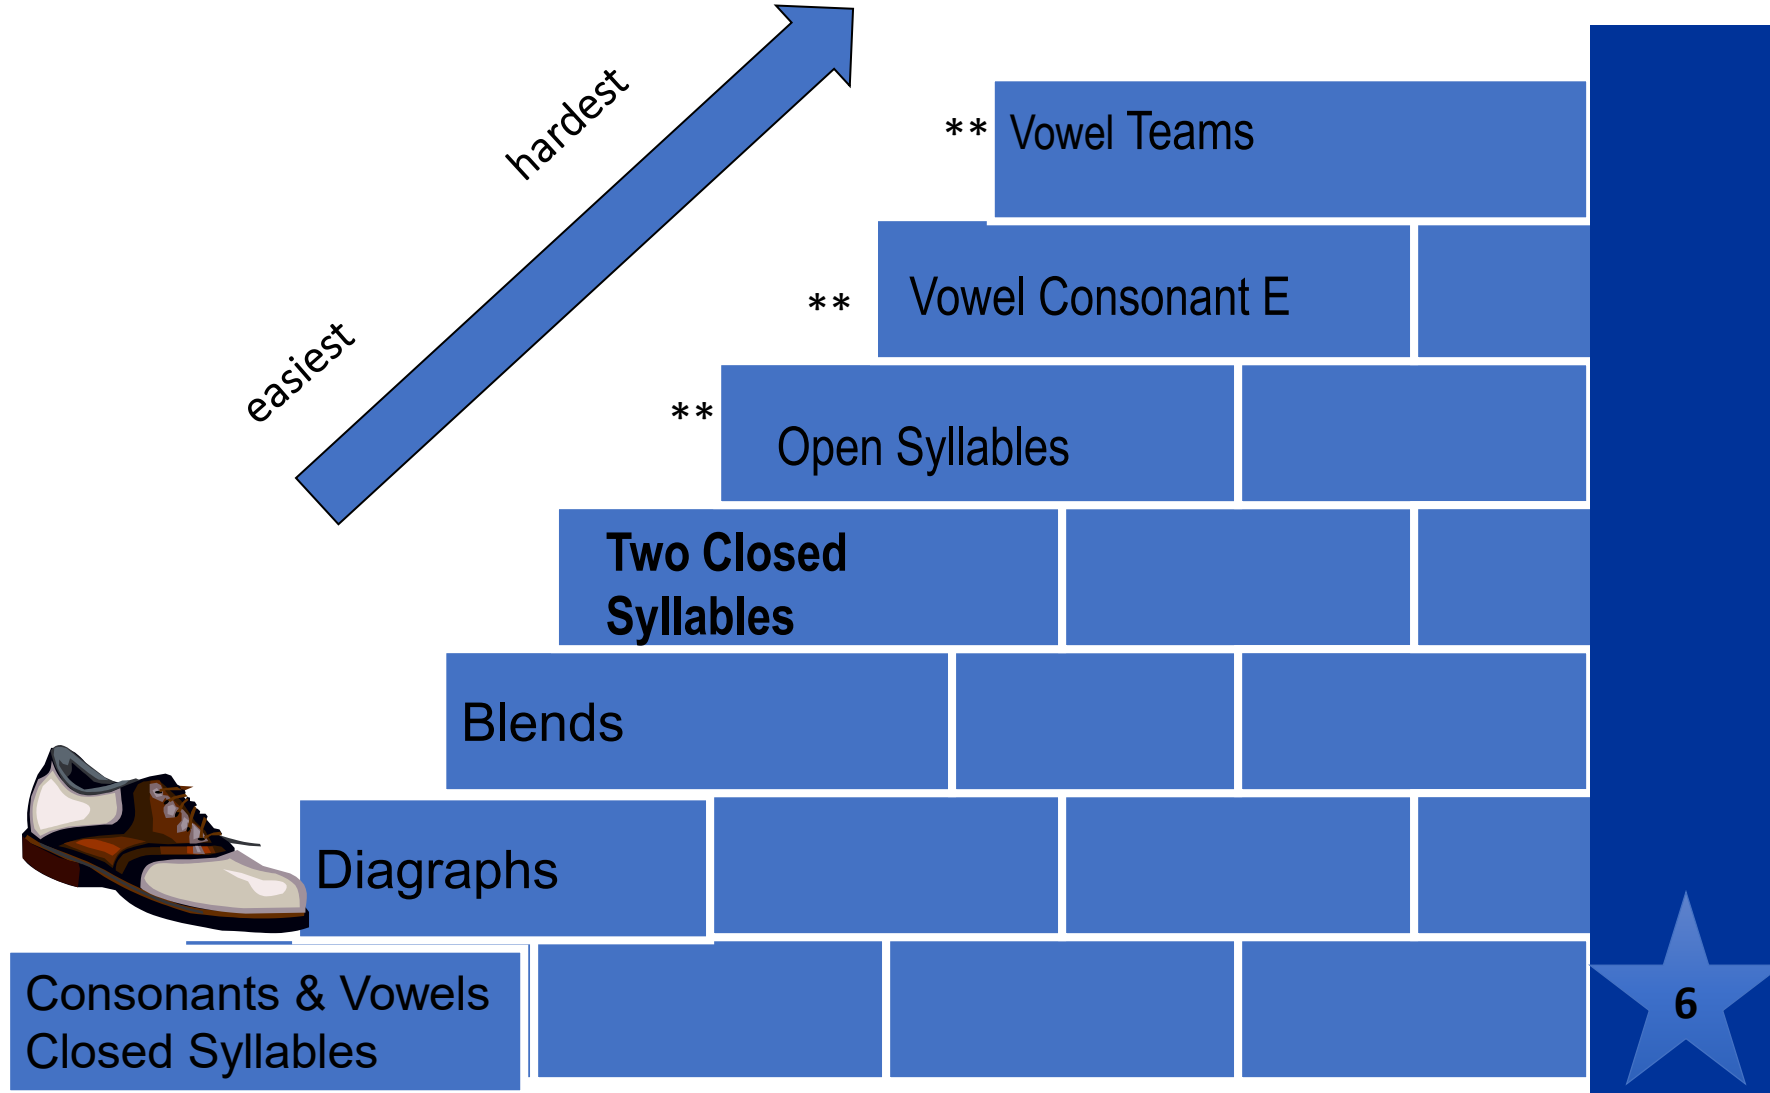 hardest
easiest
** Vowel Teams
** Vowel Consonant E
** Open Syllables
Two Closed
Syllables
Blends
Diagraphs
Consonants & Vowels
Closed Syllables
6